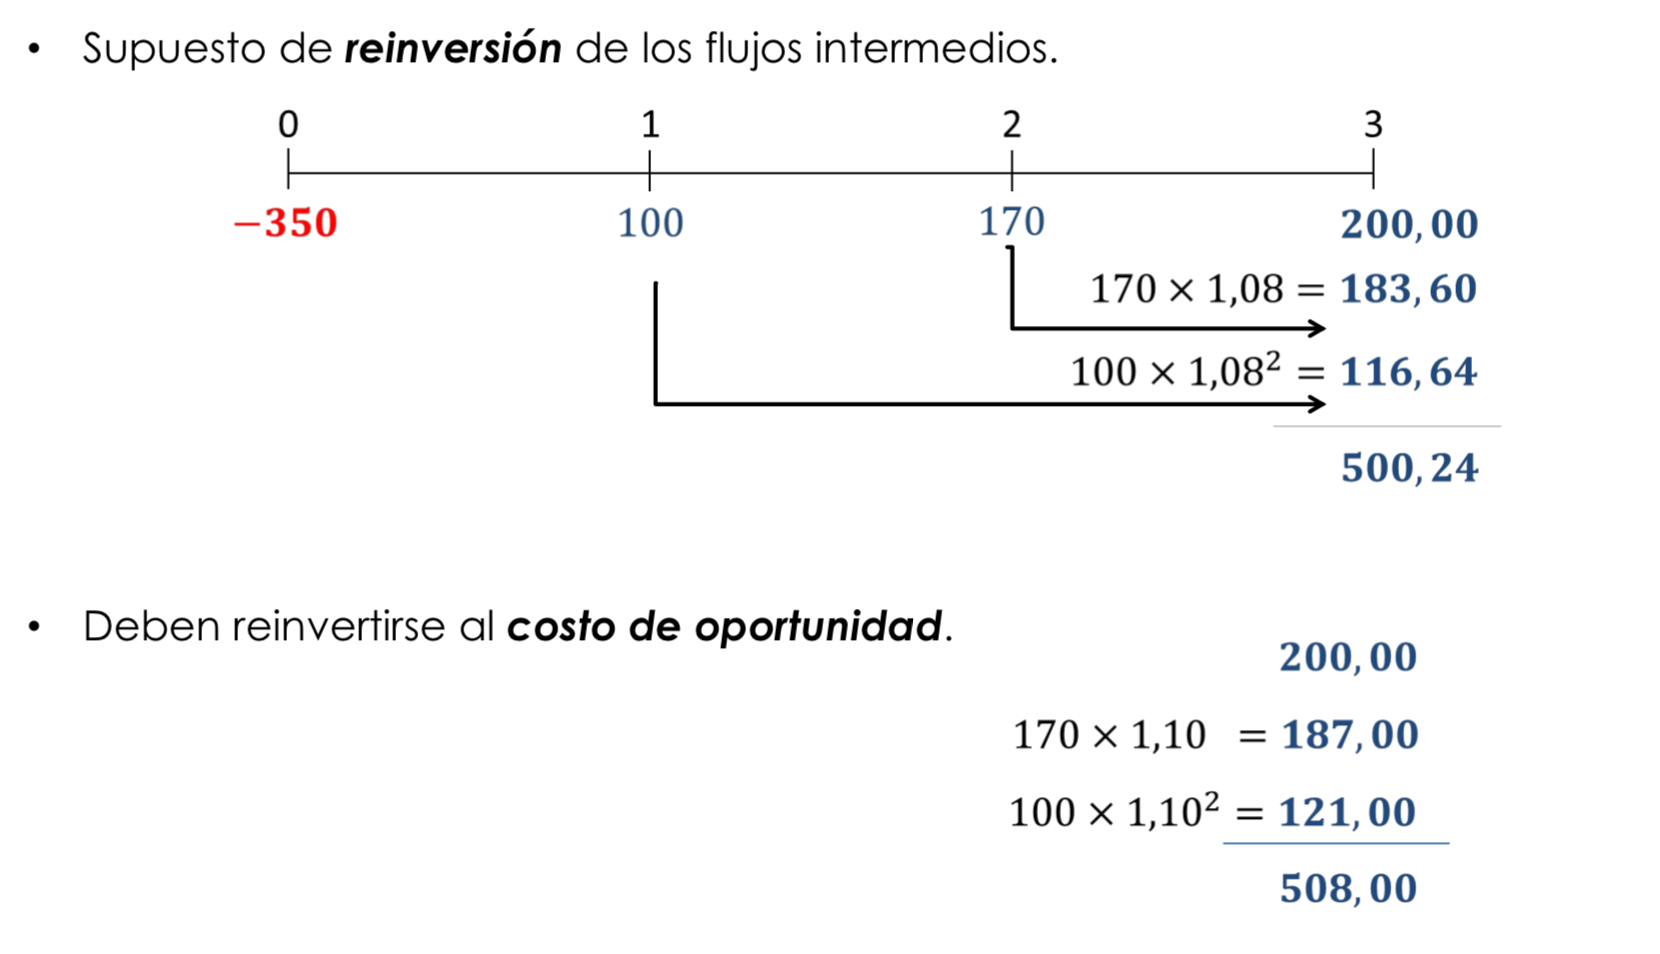 • Supuesto de reinversión de los flujos intermedios.
0 1 2 3
−350 100 170 200,00
170 × 1,08 = 183,60
100 × 1,08² = 116,64
500,24
• Deben reinvertirse al costo de oportunidad.
200,00
170 × 1,10 = 187,00
100 × 1,10² = 121,00
508,00